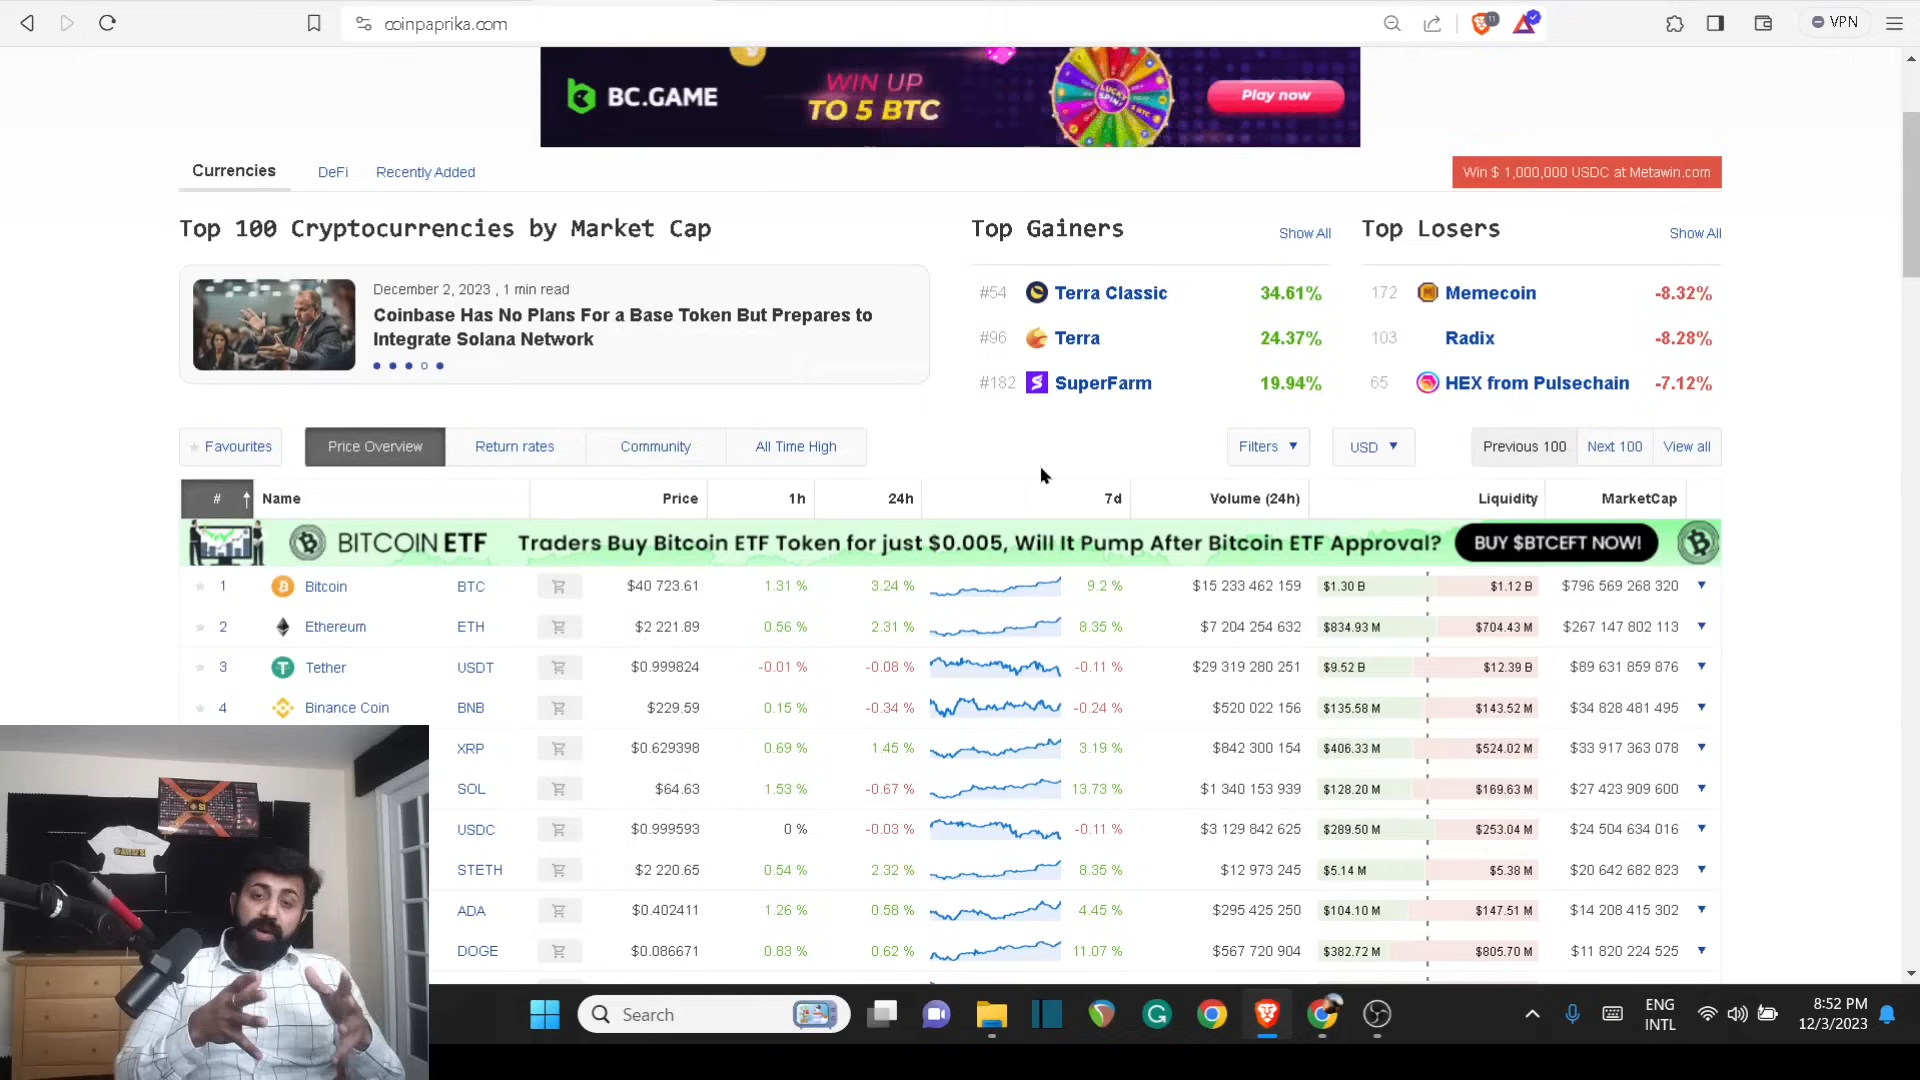 coinpaprika.com
11
VPN
BC.GAME
WIN UP
TO 5 BTC
LUCKY
SPIN!
Play now
Currencies
DeFi
Recently Added
Win $ 1,000,000 USDC at Metawin.com
Top 100 Cryptocurrencies by Market Cap
December 2, 2023 , 1 min read
Coinbase Has No Plans For a Base Token But Prepares to
Integrate Solana Network
Top Gainers
Show All
#54 Terra Classic 34.61%
#96 Terra 24.37%
#182 SuperFarm 19.94%
Top Losers
Show All
172 Memecoin -8.32%
103 Radix -8.28%
65 HEX from Pulsechain -7.12%
Favourites
Price Overview
Return rates
Community
All Time High
Filters
USD
Previous 100
Next 100
View all
# Name Price 1h 24h 7d Volume (24h) Liquidity MarketCap
BITCOIN ETF Traders Buy Bitcoin ETF Token for just $0.005, Will It Pump After Bitcoin ETF Approval? BUY $BTCEFT NOW!
1 Bitcoin BTC $40 723.61 1.31 % 3.24 % 9.2 % $15 233 462 159 $1.30 B $1.12 B $796 569 268 320
2 Ethereum ETH $2 221.89 0.56 % 2.31 % 8.35 % $7 204 254 632 $834.93 M $704.43 M $267 147 802 113
3 Tether USDT $0.999824 -0.01 % -0.08 % -0.11 % $29 319 280 251 $9.52 B $12.39 B $89 631 859 876
4 Binance Coin BNB $229.59 0.15 % -0.34 % -0.24 % $520 022 156 $135.58 M $143.52 M $34 828 481 495
XRP $0.629398 0.69 % 1.45 % 3.19 % $842 300 154 $406.33 M $524.02 M $33 917 363 078
SOL $64.63 1.53 % -0.67 % 13.73 % $1 340 153 939 $128.20 M $169.63 M $27 423 909 600
USDC $0.999593 0 % -0.03 % -0.11 % $3 129 842 625 $289.50 M $253.04 M $24 504 634 016
STETH $2 220.65 0.54 % 2.32 % 8.35 % $12 973 245 $5.14 M $5.38 M $20 642 682 823
ADA $0.402411 1.26 % 0.58 % 4.45 % $295 425 250 $104.10 M $147.51 M $14 208 415 302
DOGE $0.086671 0.83 % 0.62 % 11.07 % $567 720 904 $382.72 M $805.70 M $11 820 224 525
Search
ENG
INTL
8:52 PM
12/3/2023